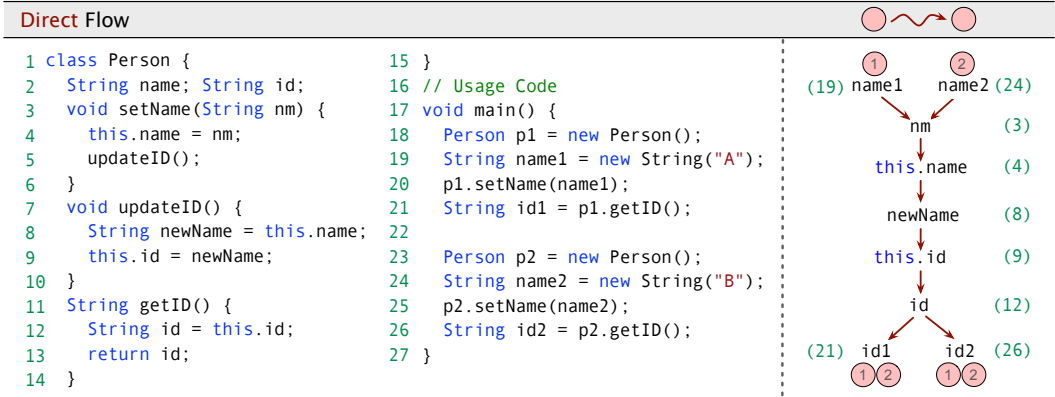 Direct Flow
1 class Person {
2 String name; String id;
3 void setName(String nm) {
4 this.name = nm;
5 updateID();
6 }
7 void updateID() {
8 String newName = this.name;
9 this.id = newName;
10 }
11 String getID() {
12 String id = this.id;
13 return id;
14 }
15 }
16 // Usage Code
17 void main() {
18 Person p1 = new Person();
19 String name1 = new String("A");
20 p1.setName(name1);
21 String id1 = p1.getID();
22
23 Person p2 = new Person();
24 String name2 = new String("B");
25 p2.setName(name2);
26 String id2 = p2.getID();
27 }
1 2
(19) name1 name2 (24)
nm (3)
this.name (4)
newName (8)
this.id (9)
id (12)
(21) id1 id2 (26)
1 2 1 2